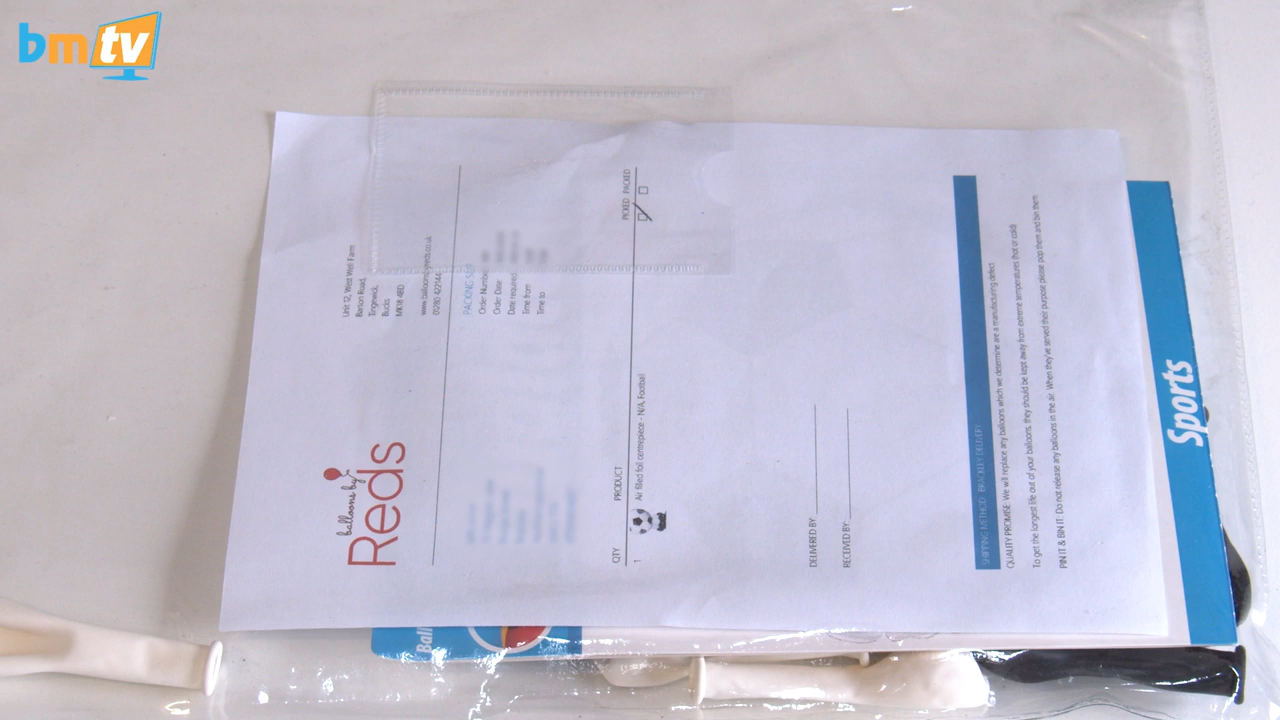 bmtv
balloons by
Reds
Unit 12, West Well Farm
Barton Road,
Tingewick,
Bucks
MK18 4BD
www.balloonsbyreds.co.uk
01280 422144
PACKING SLIP
Order Number
Order Date
Date required
Time from
Time to
QTY PRODUCT PICKED PACKED
1 Air filled foil centrepiece - N/A, Football
DELIVERED BY:
RECEIVED BY:
SHIPPING METHOD: BRACKLEY DELIVERY
QUALITY PROMISE: We will replace any balloons which we determine are a manufacturing defect
To get the longest life out of your balloons, they should be kept away from extreme temperatures (hot or cold)
PIN IT & BIN IT: Do not release any balloons in the air. When they've served their purpose please pop them and bin them.
Sports